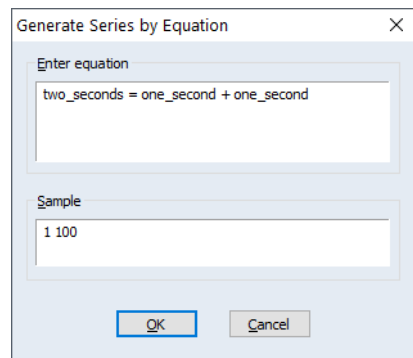 Generate Series by Equation
Enter equation
two_seconds = one_second + one_second
Sample
1 100
OK
Cancel